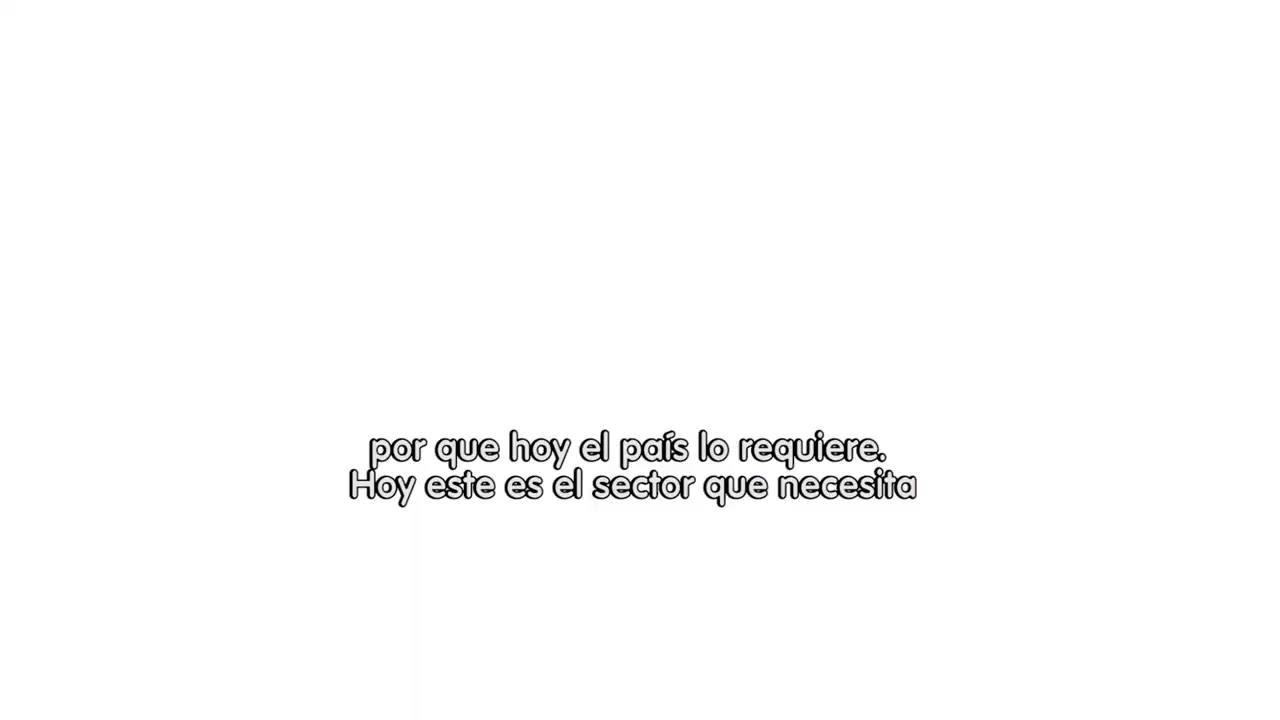 por que hoy el país lo requiere.
Hoy este es el sector que necesita